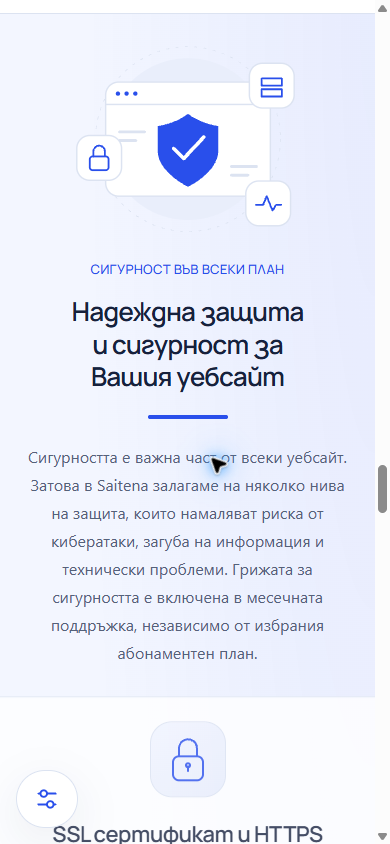 СИГУРНОСТ ВЪВ ВСЕКИ ПЛАН
Надеждна защита
и сигурност за
Вашия уебсайт
Сигурността е важна част от всеки уебсайт.
Затова в Saitena залагаме на няколко нива
на защита, които намаляват риска от
кибератаки, загуба на информация и
технически проблеми. Грижата за
сигурността е включена в месечната
поддръжка, независимо от избрания
абонаментен план.
SSL сертификат и HTTPS